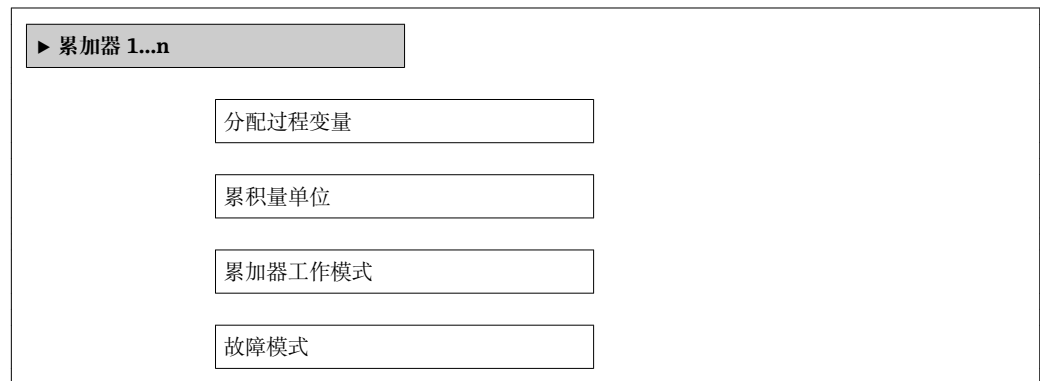 ▶ 累加器 1...n
分配过程变量
累积量单位
累加器工作模式
故障模式